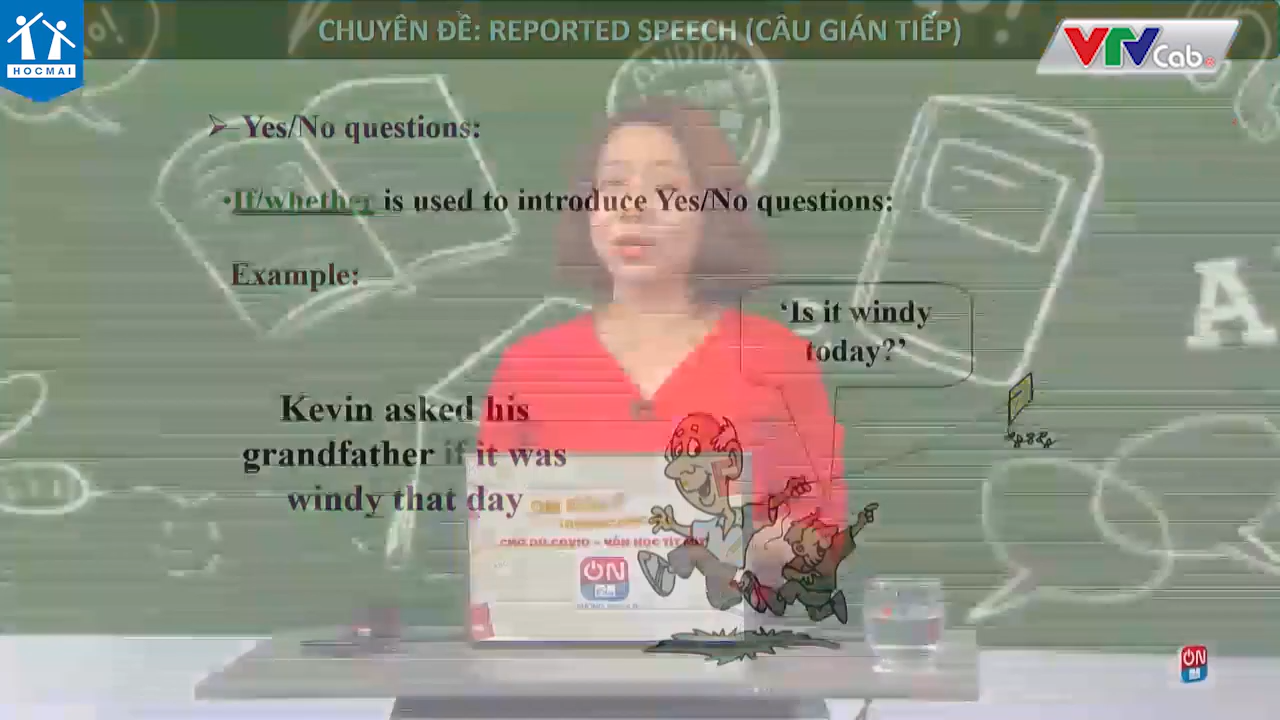 CHUYÊN ĐỀ: REPORTED SPEECH (CÂU GIÁN TIẾP)
HOCMAI
VTVCab
Yes/No questions:
•If/whether is used to introduce Yes/No questions:
Example:
‘Is it windy
today?’
Kevin asked his
grandfather if it was
windy that day
ON
ON
A